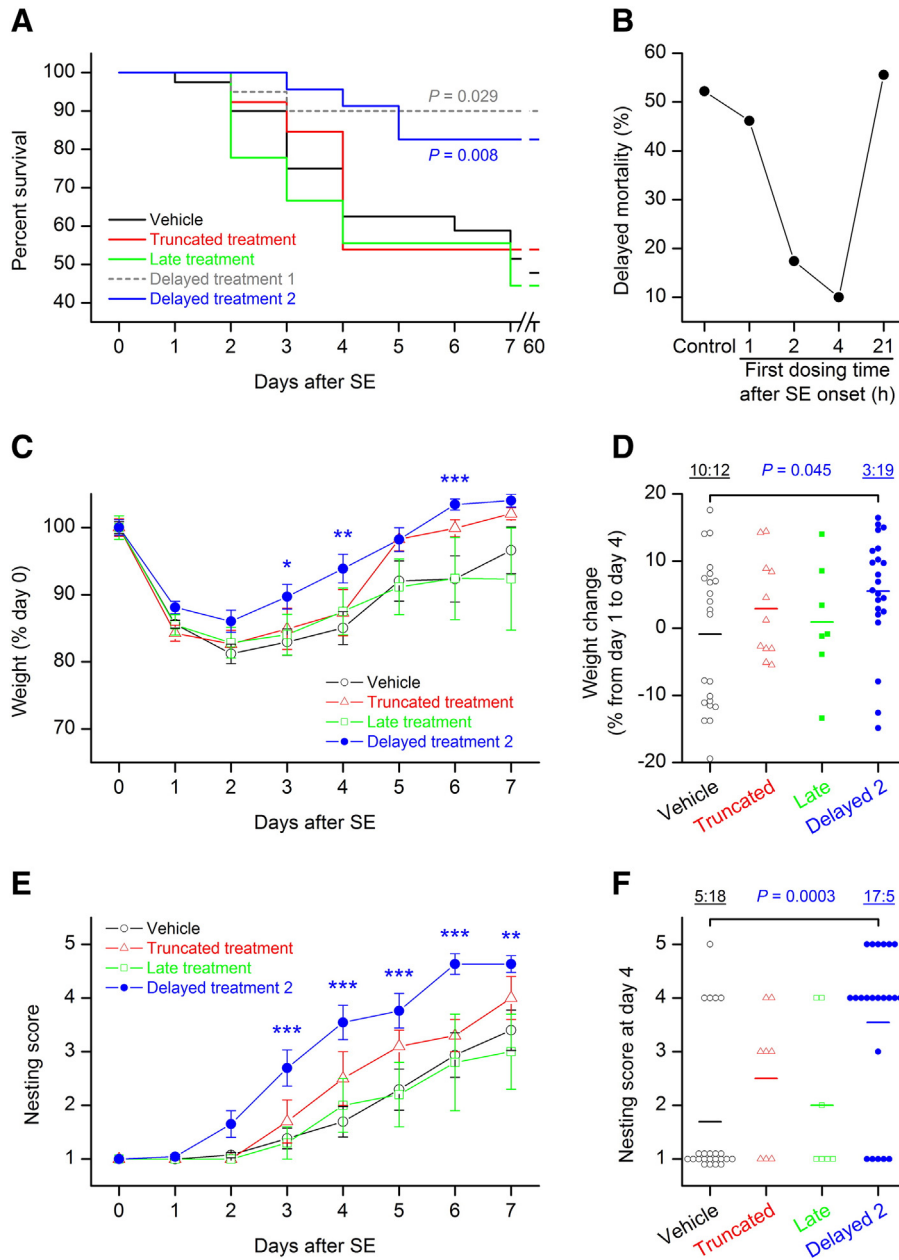 A
Percent survival
100
90
80
70
60
50
40
P = 0.029
P = 0.008
Vehicle
Truncated treatment
Late treatment
Delayed treatment 1
Delayed treatment 2
0 1 2 3 4 5 6 7 60
Days after SE
B
Delayed mortality (%)
60
50
40
30
20
10
Control 1 2 4 21
First dosing time
after SE onset (h)
C
Weight (% day 0)
100
90
80
70
* ** ***
Vehicle
Truncated treatment
Late treatment
Delayed treatment 2
0 1 2 3 4 5 6 7
Days after SE
D
10:12 P = 0.045 3:19
Weight change
(% from day 1 to day 4)
20
10
0
-10
-20
Vehicle Truncated Late Delayed 2
E
Nesting score
5
4
3
2
1
Vehicle
Truncated treatment
Late treatment
Delayed treatment 2
*** *** *** *** **
0 1 2 3 4 5 6 7
Days after SE
F
5:18 P = 0.0003 17:5
Nesting score at day 4
5
4
3
2
1
Vehicle Truncated Late Delayed 2